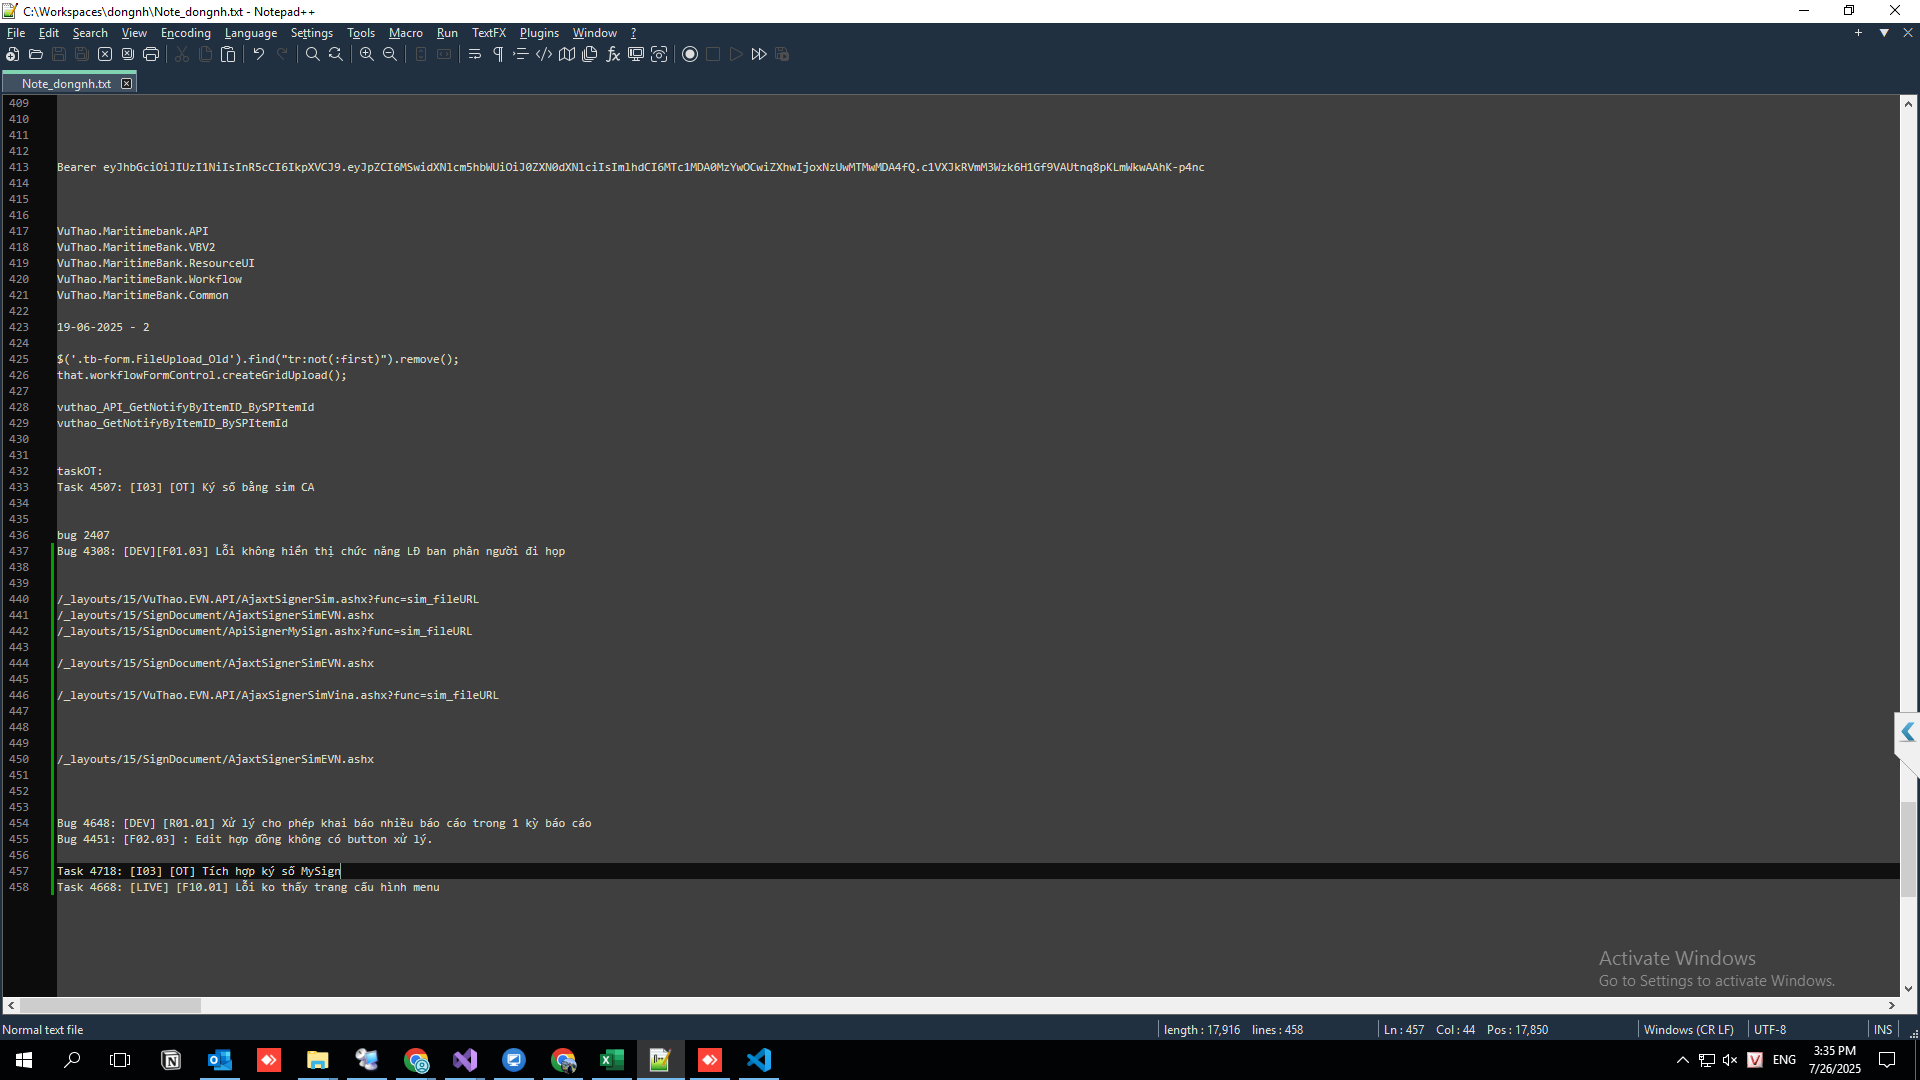 C:\Workspaces\dongnh\Note_dongnh.txt - Notepad++
File Edit Search View Encoding Language Settings Tools Macro Run TextFX Plugins Window ?
Note_dongnh.txt
409
410
411
412
413 Bearer eyJhbGciOiJIUzI1NiIsInR5cCI6IkpXVCJ9.eyJpZCI6MSwidXNlcm5hbWUiOiJ0ZXN0dXNlciIsImlhdCI6MTc1MDA0MzYwOCwiZXhwIjoxNzUwMTMwMDA4fQ.c1VXJkRVmM3Wzk6H1Gf9VAUtnq8pKLmWkwAAhK-p4nc
414
415
416
417 VuThao.Maritimebank.API
418 VuThao.MaritimeBank.VBV2
419 VuThao.MaritimeBank.ResourceUI
420 VuThao.MaritimeBank.Workflow
421 VuThao.MaritimeBank.Common
422
423 19-06-2025 - 2
424
425 $('.tb-form.FileUpload_Old').find("tr:not(:first)").remove();
426 that.workflowFormControl.createGridUpload();
427
428 vuthao_API_GetNotifyByItemID_BySPItemId
429 vuthao_GetNotifyByItemID_BySPItemId
430
431
432 taskOT:
433 Task 4507: [I03] [OT] Ký số bằng sim CA
434
435
436 bug 2407
437 Bug 4308: [DEV][F01.03] Lỗi không hiển thị chức năng LĐ ban phân người đi họp
438
439
440 /_layouts/15/VuThao.EVN.API/AjaxtSignerSim.ashx?func=sim_fileURL
441 /_layouts/15/SignDocument/AjaxtSignerSimEVN.ashx
442 /_layouts/15/SignDocument/ApiSignerMySign.ashx?func=sim_fileURL
443
444 /_layouts/15/SignDocument/AjaxtSignerSimEVN.ashx
445
446 /_layouts/15/VuThao.EVN.API/AjaxSignerSimVina.ashx?func=sim_fileURL
447
448
449
450 /_layouts/15/SignDocument/AjaxtSignerSimEVN.ashx
451
452
453
454 Bug 4648: [DEV] [R01.01] Xử lý cho phép khai báo nhiều báo cáo trong 1 kỳ báo cáo
455 Bug 4451: [F02.03] : Edit hợp đồng không có button xử lý.
456
457 Task 4718: [I03] [OT] Tích hợp ký số MySign
458 Task 4668: [LIVE] [F10.01] Lỗi ko thấy trang cấu hình menu
Activate Windows
Go to Settings to activate Windows.
Normal text file length : 17,916 lines : 458 Ln : 457 Col : 44 Pos : 17,850 Windows (CR LF) UTF-8 INS
ENG 3:35 PM
7/26/2025